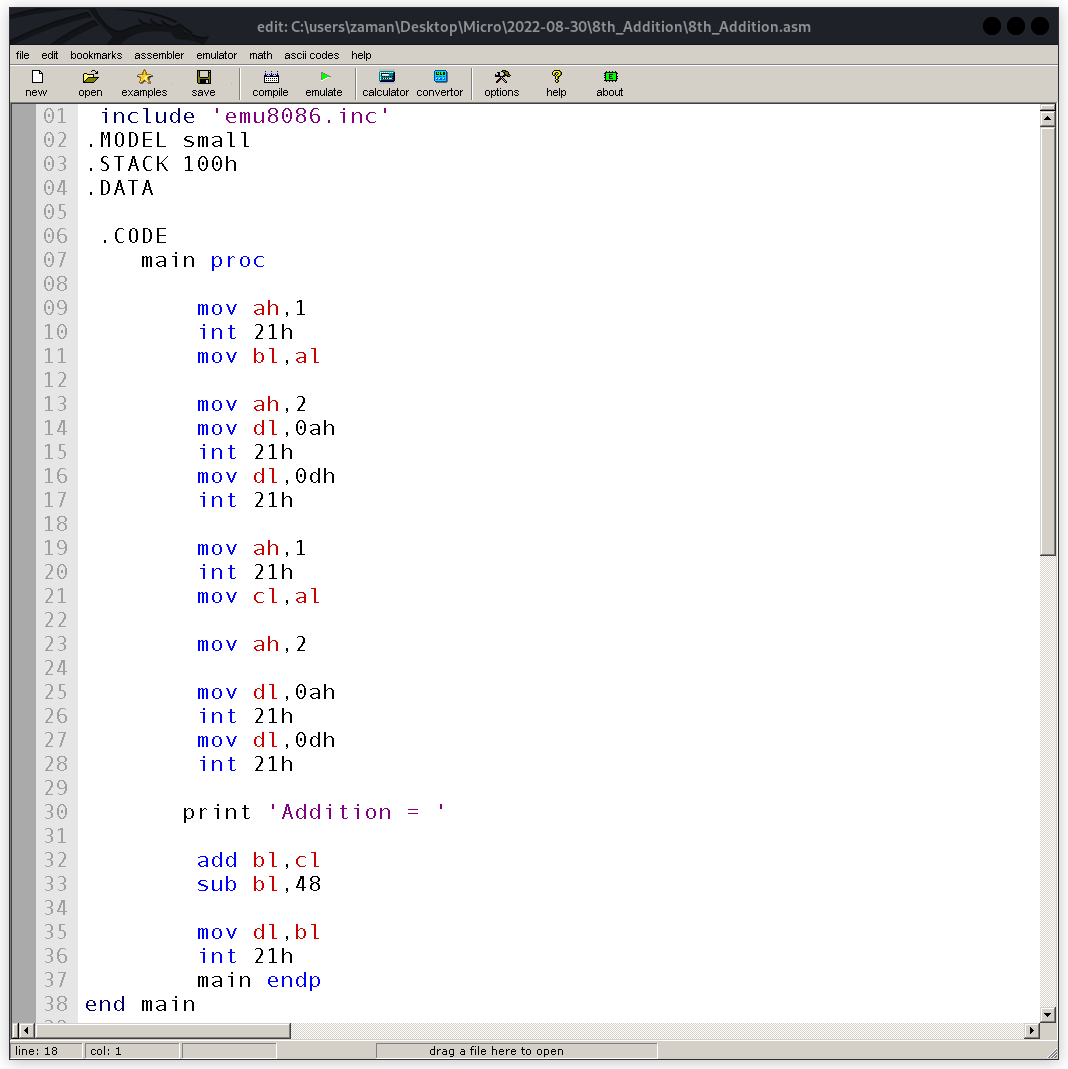 edit: C:\users\zaman\Desktop\Micro\2022-08-30\8th_Addition\8th_Addition.asm
file edit bookmarks assembler emulator math ascii codes help
new open examples save compile emulate calculator convertor options help about
01 include 'emu8086.inc'
02 .MODEL small
03 .STACK 100h
04 .DATA
05
06 .CODE
07 main proc
08
09 mov ah,1
10 int 21h
11 mov bl,al
12
13 mov ah,2
14 mov dl,0ah
15 int 21h
16 mov dl,0dh
17 int 21h
18
19 mov ah,1
20 int 21h
21 mov cl,al
22
23 mov ah,2
24
25 mov dl,0ah
26 int 21h
27 mov dl,0dh
28 int 21h
29
30 print 'Addition = '
31
32 add bl,cl
33 sub bl,48
34
35 mov dl,bl
36 int 21h
37 main endp
38 end main
line: 18 col: 1 drag a file here to open